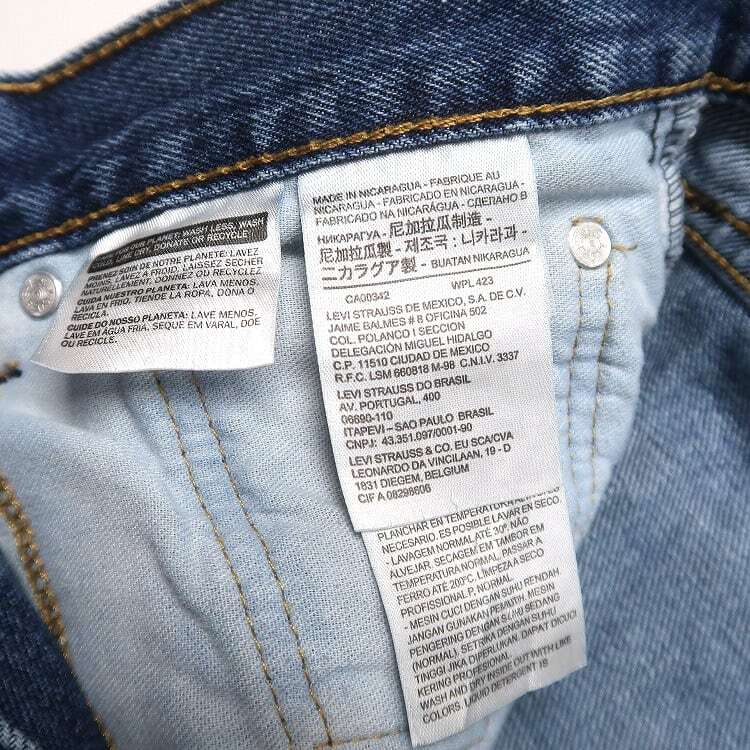 OUR PLANET: WASH LESS, WASH
LINE DRY, DONATE OR RECYCLE
PRENEZ SOIN DE NOTRE PLANÈTE: LAVEZ
MOINS, LAVEZ À FROID, LAISSEZ SÉCHER
NATURELLEMENT, DONNEZ OU RECYCLEZ
CUIDA NUESTRO PLANETA: LAVA MENOS,
LAVA EN FRÍO, TIENDE LA ROPA, DONA O
RECICLA.
CUIDE DO NOSSO PLANETA: LAVE MENOS,
LAVE EM ÁGUA FRIA, SEQUE EM VARAL, DOE
OU RECICLE.
MADE IN NICARAGUA - FABRIQUE AU
NICARAGUA - FABRICADO EN NICARAGUA -
FABRICADO NA NICARÁGUA - СДЕЛАНО В
НИКАРАГУА - 尼加拉瓜制造 -
尼加拉瓜製 - 제조국 : 니카라과 -
ニカラグア製 - BUATAN NIKARAGUA
CA00342 WPL 423
LEVI STRAUSS DE MEXICO, S.A. DE C.V.
JAIME BALMES # 8 OFICINA 502
COL. POLANCO I SECCION
DELEGACIÓN MIGUEL HIDALGO
C.P. 11510 CIUDAD DE MEXICO
R.F.C. LSM 660818 M-98 C.N.I.V. 3337
LEVI STRAUSS DO BRASIL
AV. PORTUGAL, 400
06690-110
ITAPEVI - SAO PAULO BRASIL
CNPJ: 43.351.097/0001-90
LEVI STRAUSS & CO. EU SCA/CVA
LEONARDO DA VINCILAAN, 19 - D
1831 DIEGEM, BELGIUM
CIF A 08298606
PLANCHAR EN TEMPERATURA
NECESARIO. ES POSIBLE LAVAR EN SECO.
- LAVAGEM NORMAL ATÉ 30º. NÃO
ALVEJAR. SECAGEM EM TAMBOR EM
TEMPERATURA NORMAL. PASSAR A
FERRO ATÉ 200ºC. LIMPEZA A SECO
PROFISSIONAL P, NORMAL.
- MESIN CUCI DENGAN SUHU RENDAH.
JANGAN GUNAKAN PEMUTIH. MESIN
PENGERING DENGAN SUHU SEDANG
(NORMAL). SETRIKA DENGAN SUHU
TINGGI JIKA DIPERLUKAN. DAPAT DICUCI
KERING PROFESIONAL.
WASH AND DRY INSIDE OUT WITH LIKE
COLORS. LIQUID DETERGENT IS